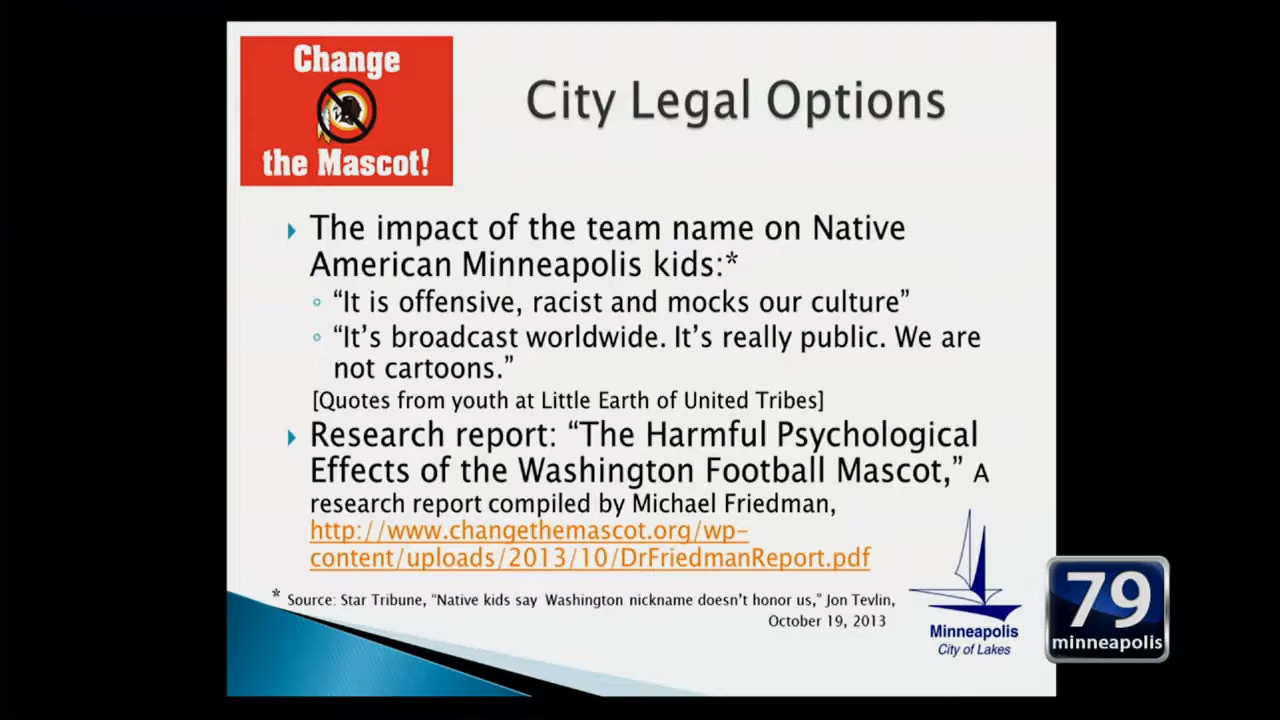 Change
the Mascot!
City Legal Options
The impact of the team name on Native
American Minneapolis kids:*
“It is offensive, racist and mocks our culture”
“It’s broadcast worldwide. It’s really public. We are
not cartoons.”
[Quotes from youth at Little Earth of United Tribes]
Research report: “The Harmful Psychological
Effects of the Washington Football Mascot,” A
research report compiled by Michael Friedman,
http://www.changethemascot.org/wp-
content/uploads/2013/10/DrFriedmanReport.pdf
* Source: Star Tribune, “Native kids say Washington nickname doesn’t honor us,” Jon Tevlin,
October 19, 2013
Minneapolis
City of Lakes
79
minneapolis